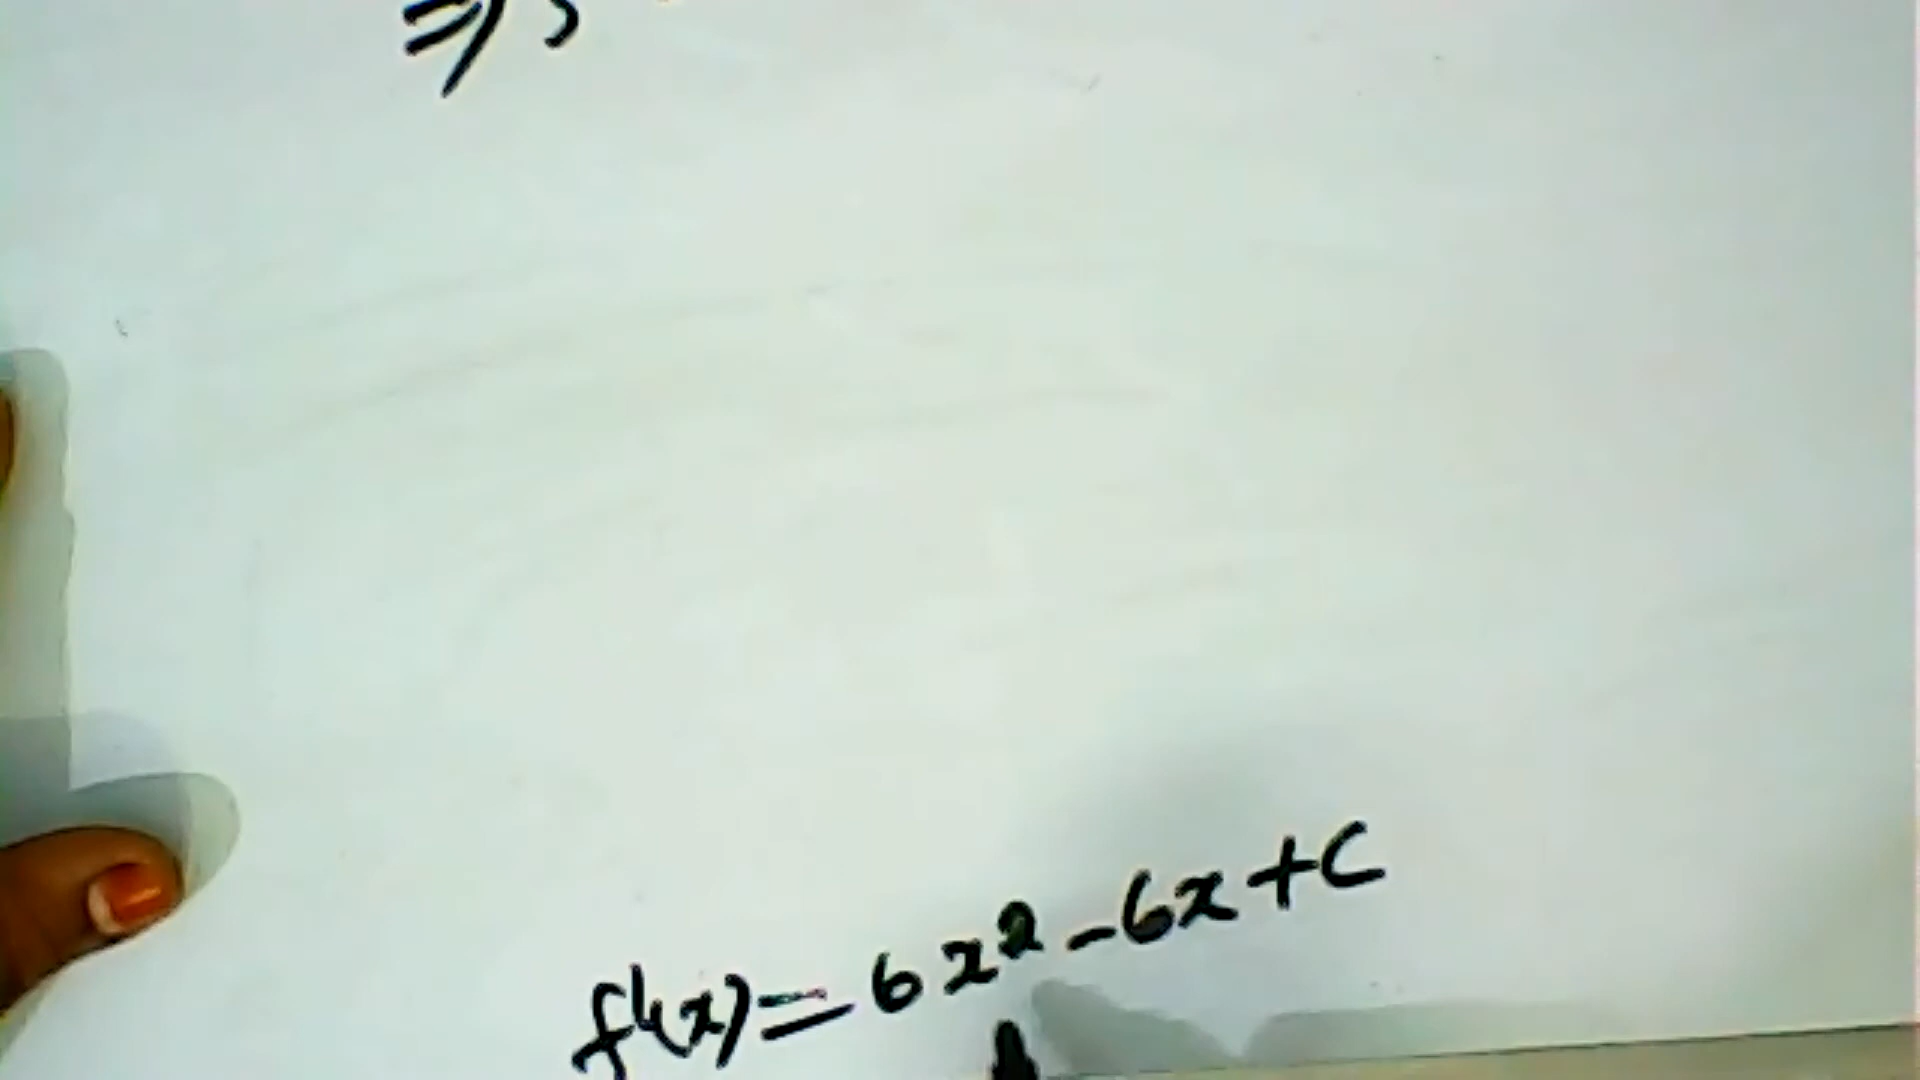 ⇒
f'(x) = 6x² - 6x + c